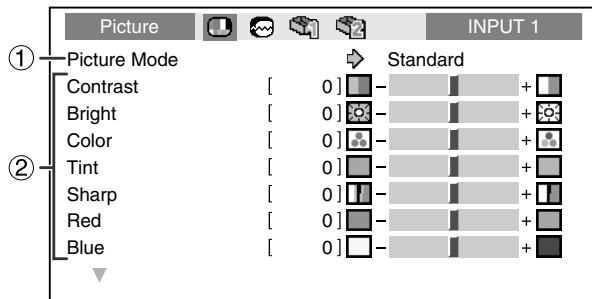 Picture INPUT 1
① Picture Mode Standard
② Contrast [ 0 ] - +
Bright [ 0 ] - +
Color [ 0 ] - +
Tint [ 0 ] - +
Sharp [ 0 ] - +
Red [ 0 ] - +
Blue [ 0 ] - +